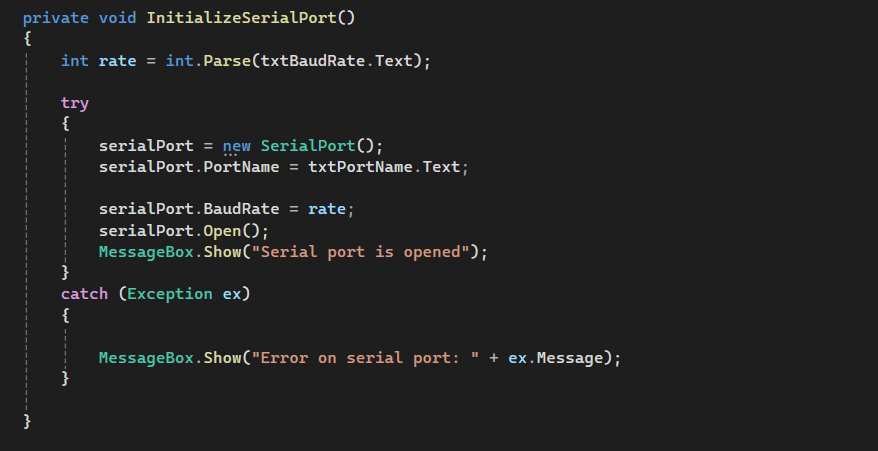 private void InitializeSerialPort()
{
    int rate = int.Parse(txtBaudRate.Text);
    try
    {
        serialPort = new SerialPort();
        serialPort.PortName = txtPortName.Text;
        serialPort.BaudRate = rate;
        serialPort.Open();
        MessageBox.Show("Serial port is opened");
    }
    catch (Exception ex)
    {
        MessageBox.Show("Error on serial port: " + ex.Message);
    }
}